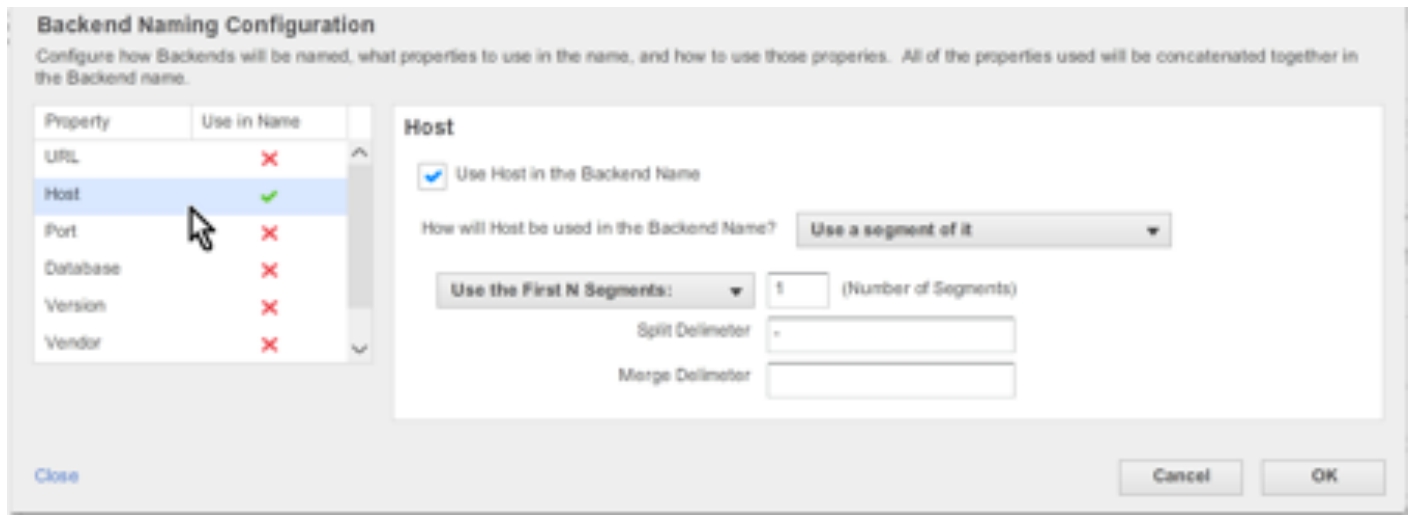 Backend Naming Configuration
Configure how Backends will be named, what properties to use in the name, and how to use those properies. All of the properties used will be concatenated together in
the Backend name.
Property Use in Name
URL
Host
Port
Database
Version
Vendor
Host
Use Host in the Backend Name
How will Host be used in the Backend Name? Use a segment of it
Use the First N Segments: 1 (Number of Segments)
Split Delimeter -
Merge Delimeter
Close Cancel OK